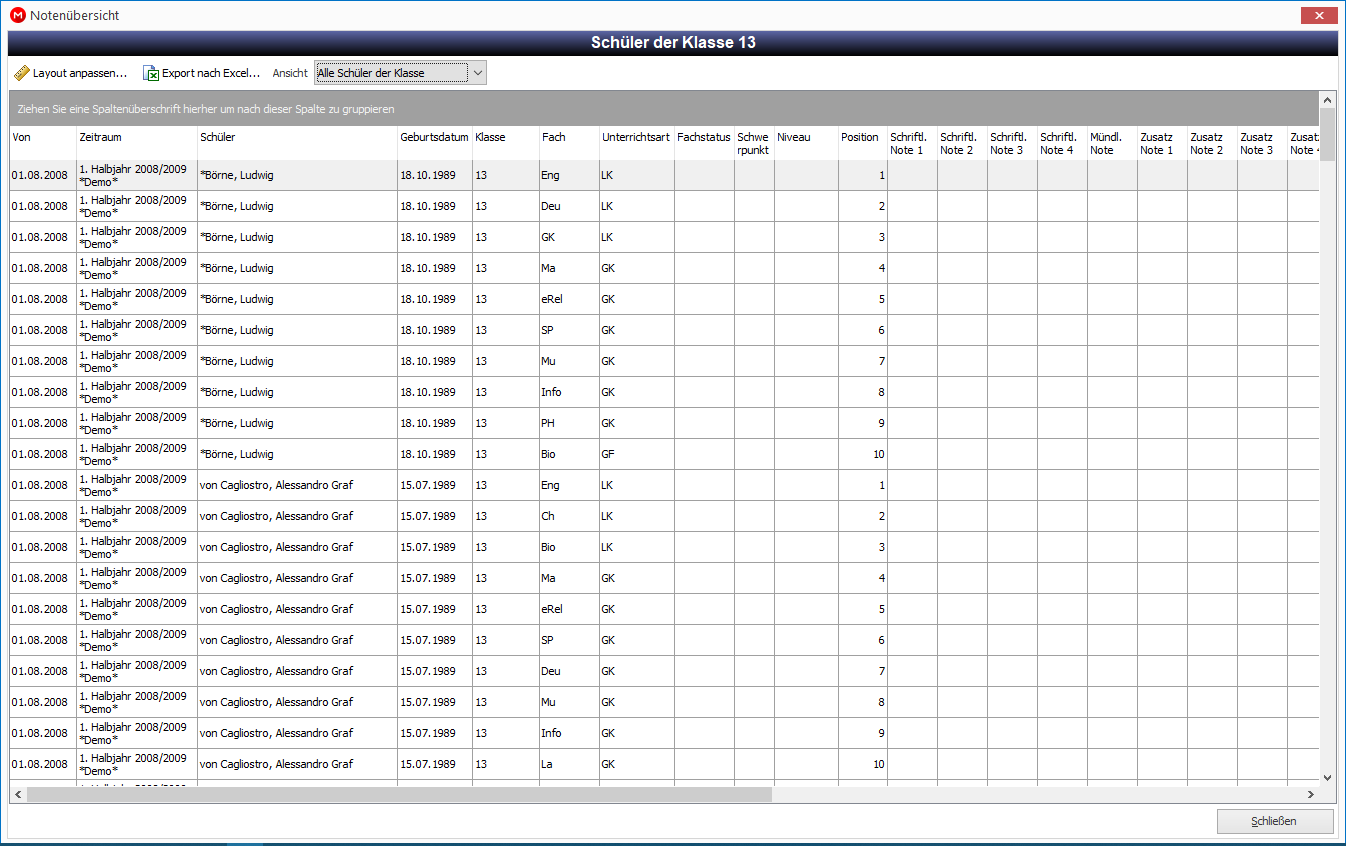 Notenübersicht
Schüler der Klasse 13
Layout anpassen... Export nach Excel... Ansicht Alle Schüler der Klasse
Ziehen Sie eine Spaltenüberschrift hierher um nach dieser Spalte zu gruppieren
Von Zeitraum Schüler Geburtsdatum Klasse Fach Unterrichtsart Fachstatus Schwe Niveau Position Schriftl. Schriftl. Schriftl. Schriftl. Mündl. Zusatz Zusatz Zusatz Zusatz
rpunkt Note 1 Note 2 Note 3 Note 4 Note Note 1 Note 2 Note 3 Note 4
1. Halbjahr 2008/2009
01.08.2008 *Demo* *Börne, Ludwig 18.10.1989 13 Eng LK 1
1. Halbjahr 2008/2009
01.08.2008 *Demo* *Börne, Ludwig 18.10.1989 13 Deu LK 2
1. Halbjahr 2008/2009
01.08.2008 *Demo* *Börne, Ludwig 18.10.1989 13 GK LK 3
1. Halbjahr 2008/2009
01.08.2008 *Demo* *Börne, Ludwig 18.10.1989 13 Ma GK 4
1. Halbjahr 2008/2009
01.08.2008 *Demo* *Börne, Ludwig 18.10.1989 13 eRel GK 5
1. Halbjahr 2008/2009
01.08.2008 *Demo* *Börne, Ludwig 18.10.1989 13 SP GK 6
1. Halbjahr 2008/2009
01.08.2008 *Demo* *Börne, Ludwig 18.10.1989 13 Mu GK 7
1. Halbjahr 2008/2009
01.08.2008 *Demo* *Börne, Ludwig 18.10.1989 13 Info GK 8
1. Halbjahr 2008/2009
01.08.2008 *Demo* *Börne, Ludwig 18.10.1989 13 PH GK 9
1. Halbjahr 2008/2009
01.08.2008 *Demo* *Börne, Ludwig 18.10.1989 13 Bio GF 10
1. Halbjahr 2008/2009
01.08.2008 *Demo* von Cagliostro, Alessandro Graf 15.07.1989 13 Eng LK 1
1. Halbjahr 2008/2009
01.08.2008 *Demo* von Cagliostro, Alessandro Graf 15.07.1989 13 Ch LK 2
1. Halbjahr 2008/2009
01.08.2008 *Demo* von Cagliostro, Alessandro Graf 15.07.1989 13 Bio LK 3
1. Halbjahr 2008/2009
01.08.2008 *Demo* von Cagliostro, Alessandro Graf 15.07.1989 13 Ma GK 4
1. Halbjahr 2008/2009
01.08.2008 *Demo* von Cagliostro, Alessandro Graf 15.07.1989 13 eRel GK 5
1. Halbjahr 2008/2009
01.08.2008 *Demo* von Cagliostro, Alessandro Graf 15.07.1989 13 SP GK 6
1. Halbjahr 2008/2009
01.08.2008 *Demo* von Cagliostro, Alessandro Graf 15.07.1989 13 Deu GK 7
1. Halbjahr 2008/2009
01.08.2008 *Demo* von Cagliostro, Alessandro Graf 15.07.1989 13 Mu GK 8
1. Halbjahr 2008/2009
01.08.2008 *Demo* von Cagliostro, Alessandro Graf 15.07.1989 13 Info GK 9
1. Halbjahr 2008/2009
01.08.2008 *Demo* von Cagliostro, Alessandro Graf 15.07.1989 13 La GK 10
Schließen